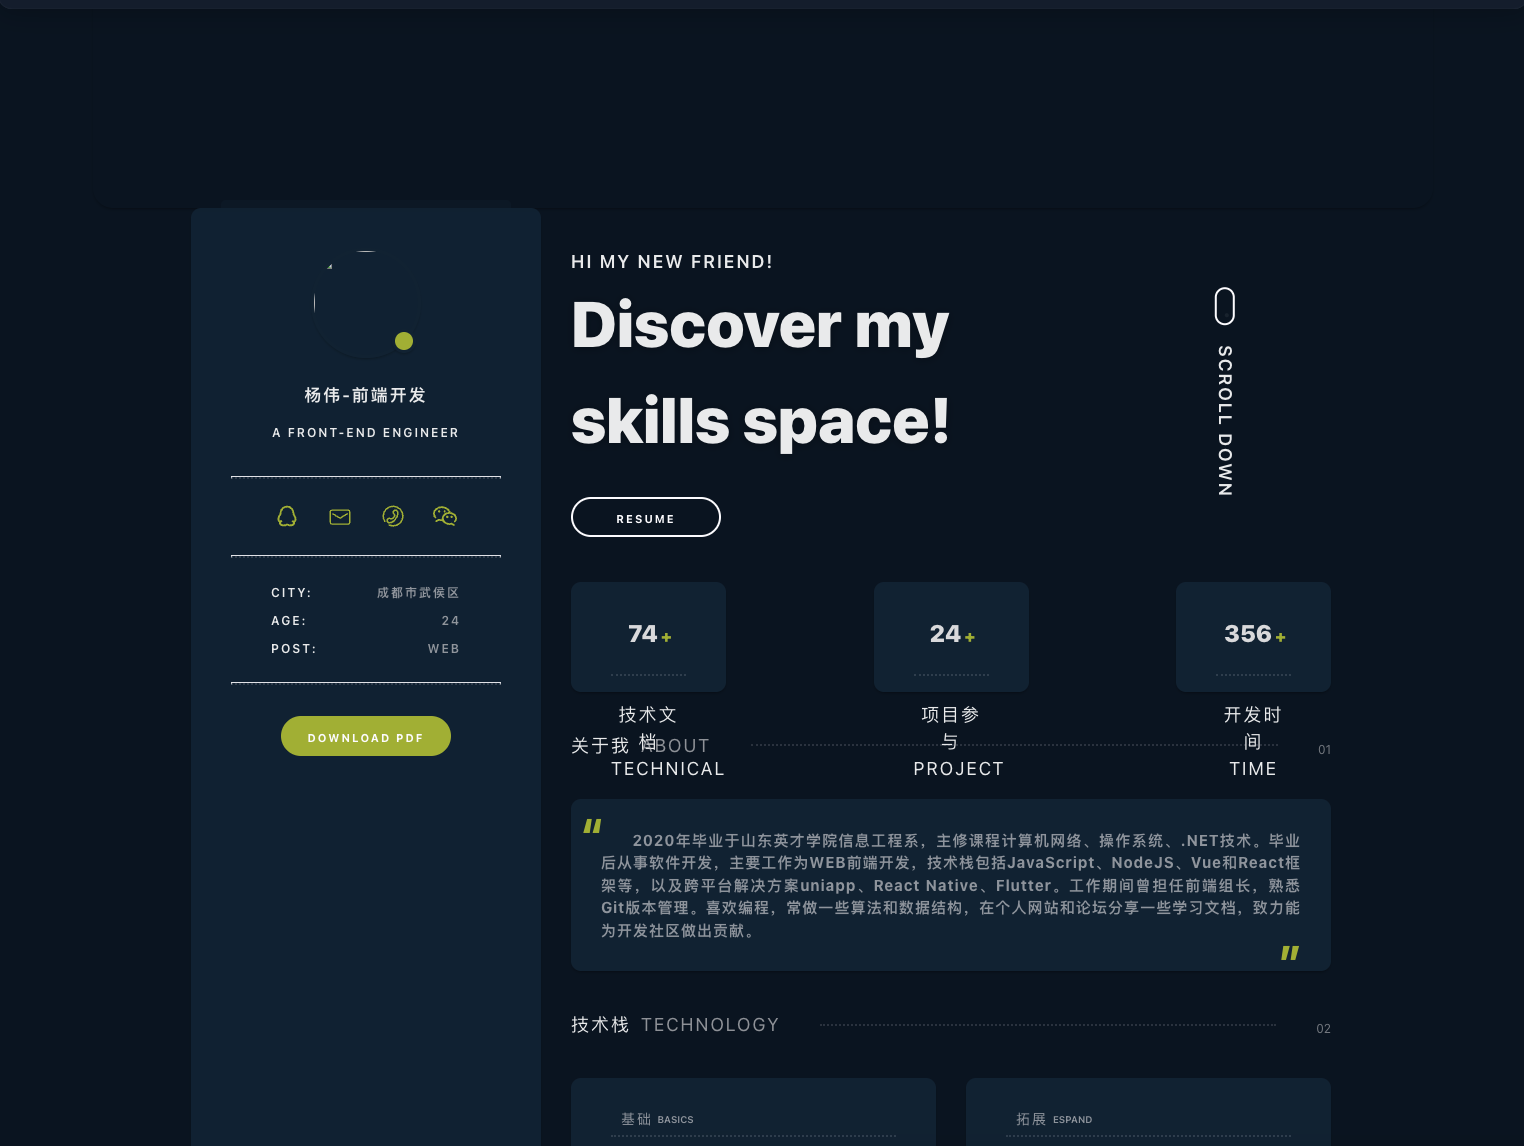 杨伟-前端开发
A FRONT-END ENGINEER
CITY: 成都市武侯区
AGE: 24
POST: WEB
DOWNLOAD PDF
HI MY NEW FRIEND!
Discover my
skills space!
SCROLL DOWN
RESUME
74+
技术文
档
TECHNICAL
24+
项目参
与
PROJECT
356+
开发时
间
TIME
关于我 ABOUT
01
"
2020年毕业于山东英才学院信息工程系，主修课程计算机网络、操作系统、.NET技术。毕业
后从事软件开发，主要工作为WEB前端开发，技术栈包括JavaScript、NodeJS、Vue和React框
架等，以及跨平台解决方案uniapp、React Native、Flutter。工作期间曾担任前端组长，熟悉
Git版本管理。喜欢编程，常做一些算法和数据结构，在个人网站和论坛分享一些学习文档，致力能
为开发社区做出贡献。
"
技术栈 TECHNOLOGY
02
基础 BASICS
拓展 ESPAND